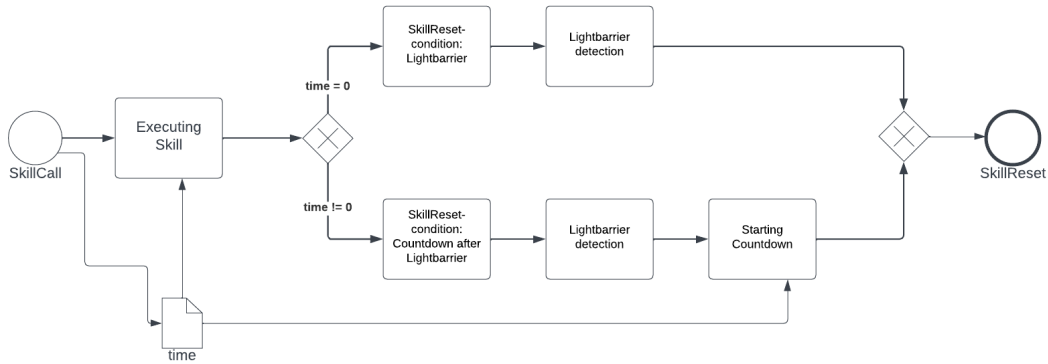 SkillReset-
condition:
Lightbarrier
Lightbarrier
detection
time = 0
Executing
Skill
SkillCall
SkillReset
time != 0
SkillReset-
condition:
Countdown after
Lightbarrier
Lightbarrier
detection
Starting
Countdown
time